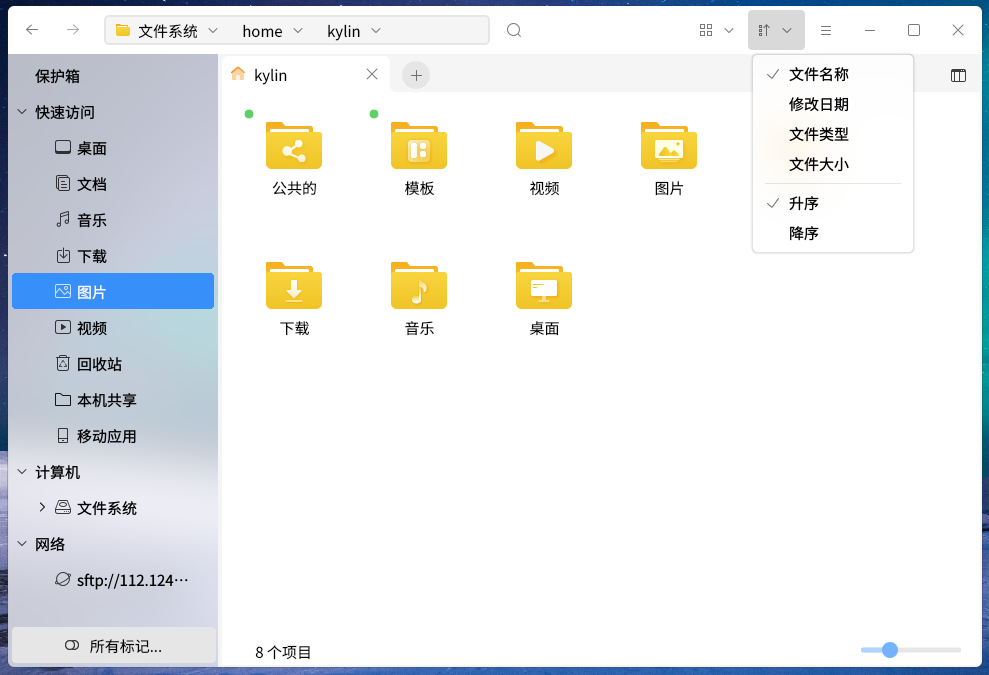 文件系统
home
kylin
保护箱
快速访问
桌面
文档
音乐
下载
图片
视频
回收站
本机共享
移动应用
计算机
文件系统
网络
sftp://112.124…
所有标记...
kylin
公共的
模板
视频
图片
下载
音乐
桌面
文件名称
修改日期
文件类型
文件大小
升序
降序
8 个项目